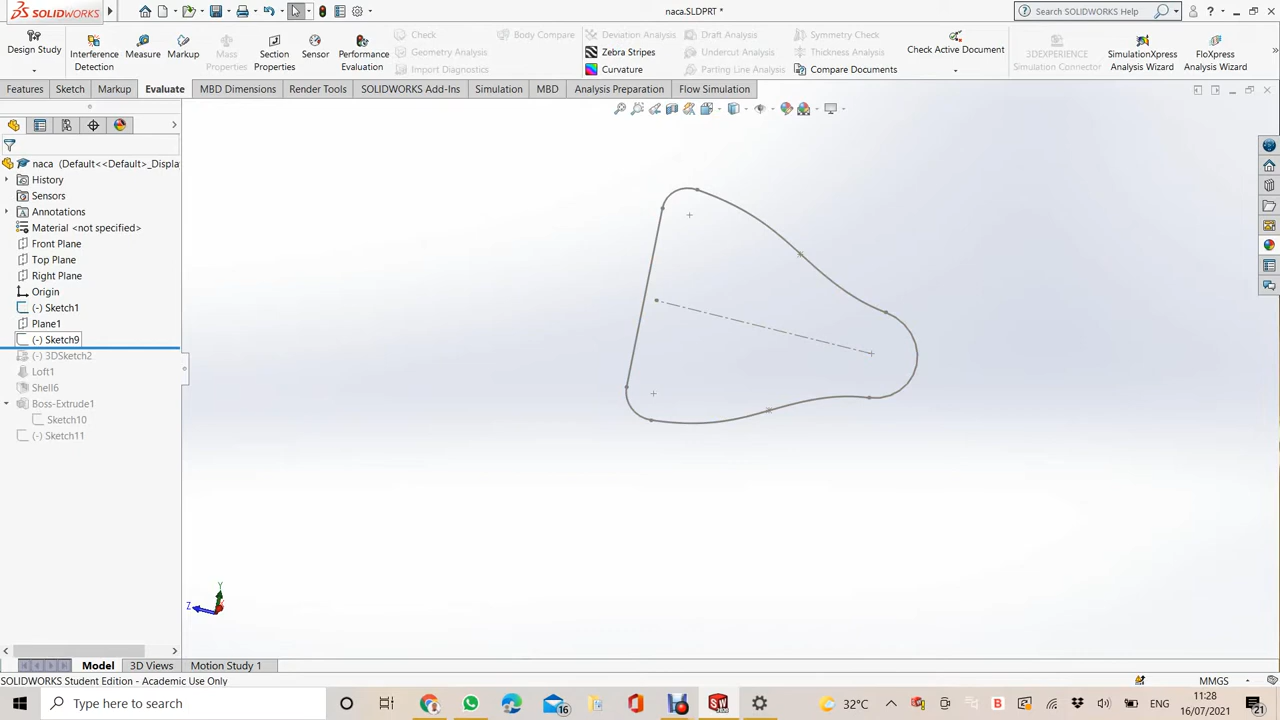 SOLIDWORKS
naca.SLDPRT *
Search SOLIDWORKS Help
Design Study
Interference Detection
Measure
Markup
Mass Properties
Section Properties
Sensor
Performance Evaluation
Check
Geometry Analysis
Import Diagnostics
Body Compare
Zebra Stripes
Curvature
Deviation Analysis
Draft Analysis
Undercut Analysis
Parting Line Analysis
Symmetry Check
Thickness Analysis
Compare Documents
Check Active Document
3DEXPERIENCE Simulation Connector
SimulationXpress Analysis Wizard
FloXpress Analysis Wizard
Features Sketch Markup Evaluate MBD Dimensions Render Tools SOLIDWORKS Add-Ins Simulation MBD Analysis Preparation Flow Simulation
naca (Default<<Default>_Displa
History
Sensors
Annotations
Material <not specified>
Front Plane
Top Plane
Right Plane
Origin
(-) Sketch1
Plane1
(-) Sketch9
(-) 3DSketch2
Loft1
Shell6
Boss-Extrude1
Sketch10
(-) Sketch11
Y
Z
Model 3D Views Motion Study 1
SOLIDWORKS Student Edition - Academic Use Only
MMGS
Type here to search
16
32°C
ENG
11:28
16/07/2021
21